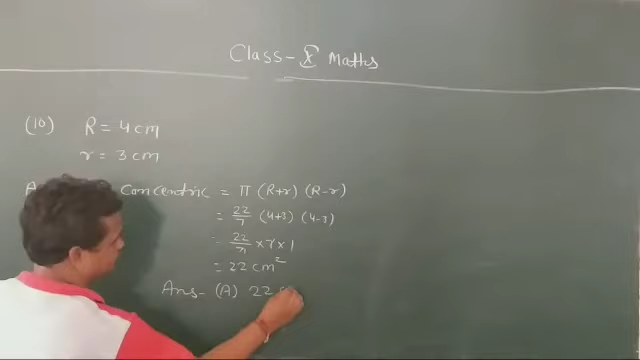 Class - X Maths
(10) R = 4 cm
r = 3 cm
Concentric = π (R+r) (R-r)
= 22/7 (4+3) (4-3)
= 22/7 × 7 × 1
= 22 cm²
Ans - (A) 22